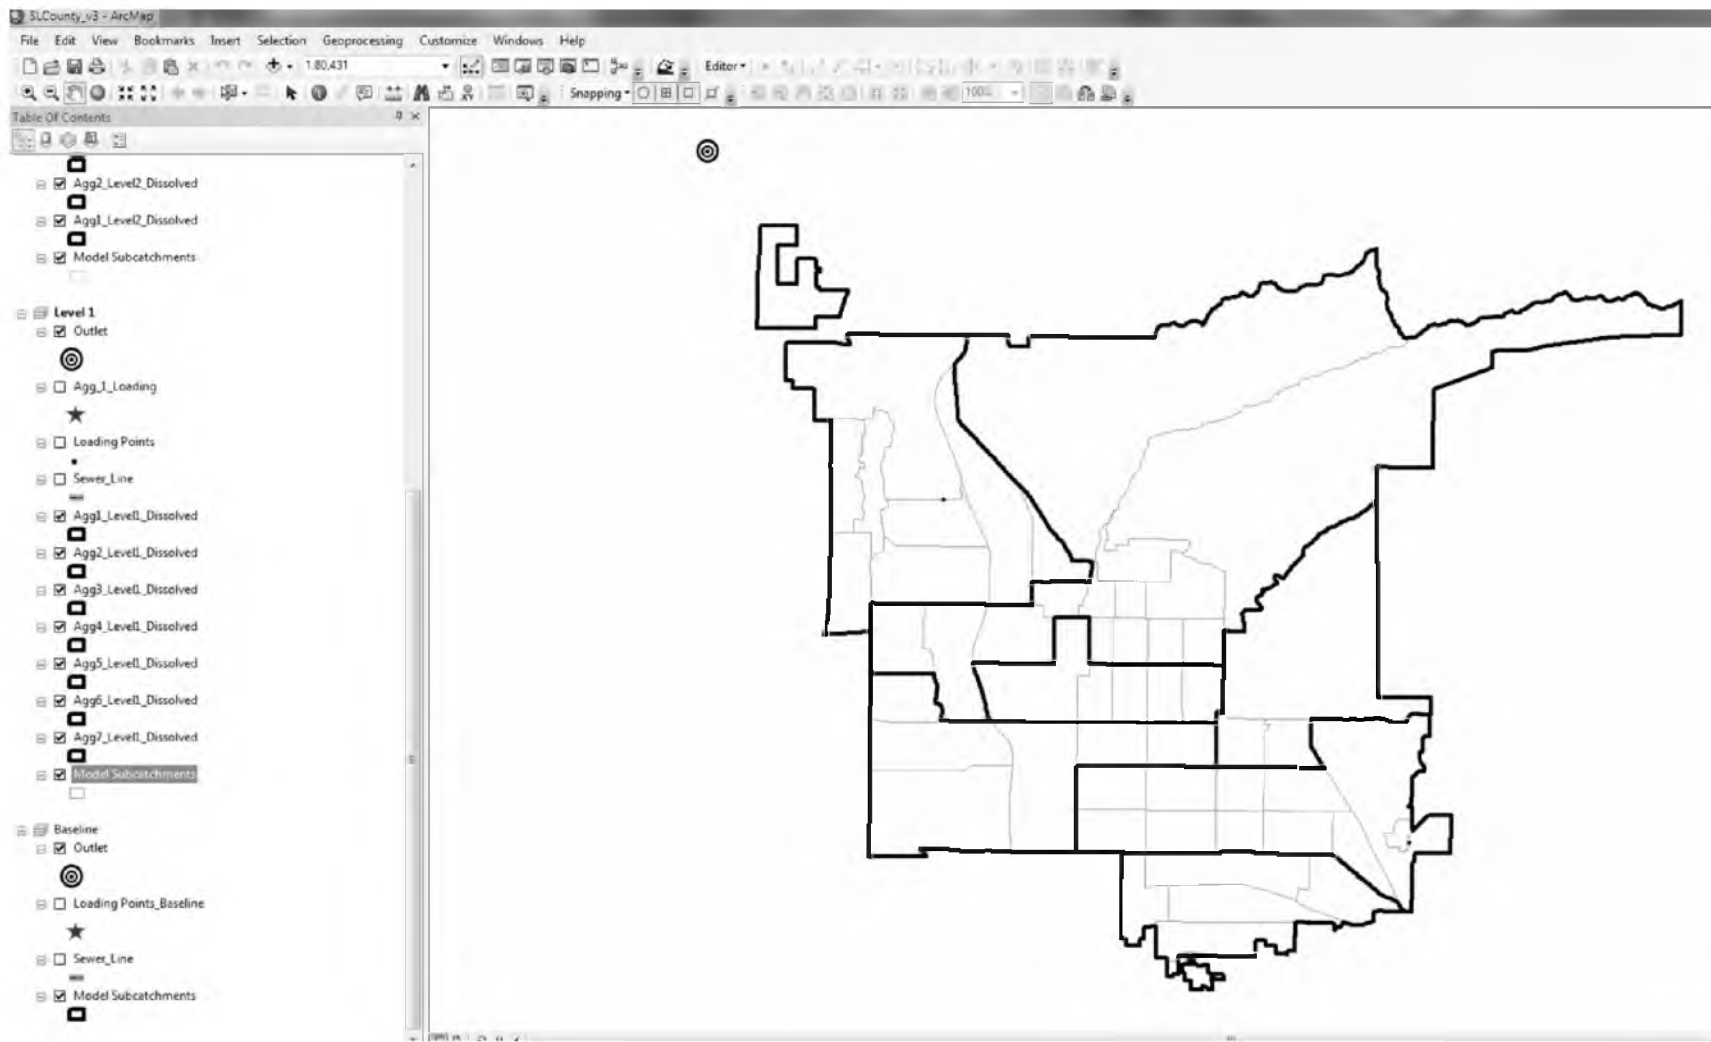 SLCounty_v3 - ArcMap
File Edit View Bookmarks Insert Selection Geoprocessing Customize Windows Help
1:80,431 Editor
Snapping 100%
Table Of Contents
Agg2_Level2_Dissolved
Agg1_Level2_Dissolved
Model Subcatchments
Level 1
Outlet
Agg_1_Loading
Loading Points
Sewer_Line
Agg1_Level1_Dissolved
Agg2_Level1_Dissolved
Agg3_Level1_Dissolved
Agg4_Level1_Dissolved
Agg5_Level1_Dissolved
Agg6_Level1_Dissolved
Agg7_Level1_Dissolved
Model Subcatchments
Baseline
Outlet
Loading Points_Baseline
Sewer_Line
Model Subcatchments